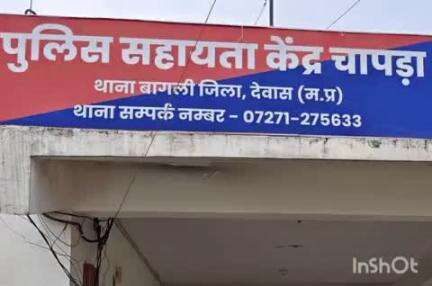 पुलिस सहायता केंद्र चापड़ा
थाना बागली जिला, देवास (म.प्र)
थाना सम्पर्क नम्बर - 07271-275633
InShOt